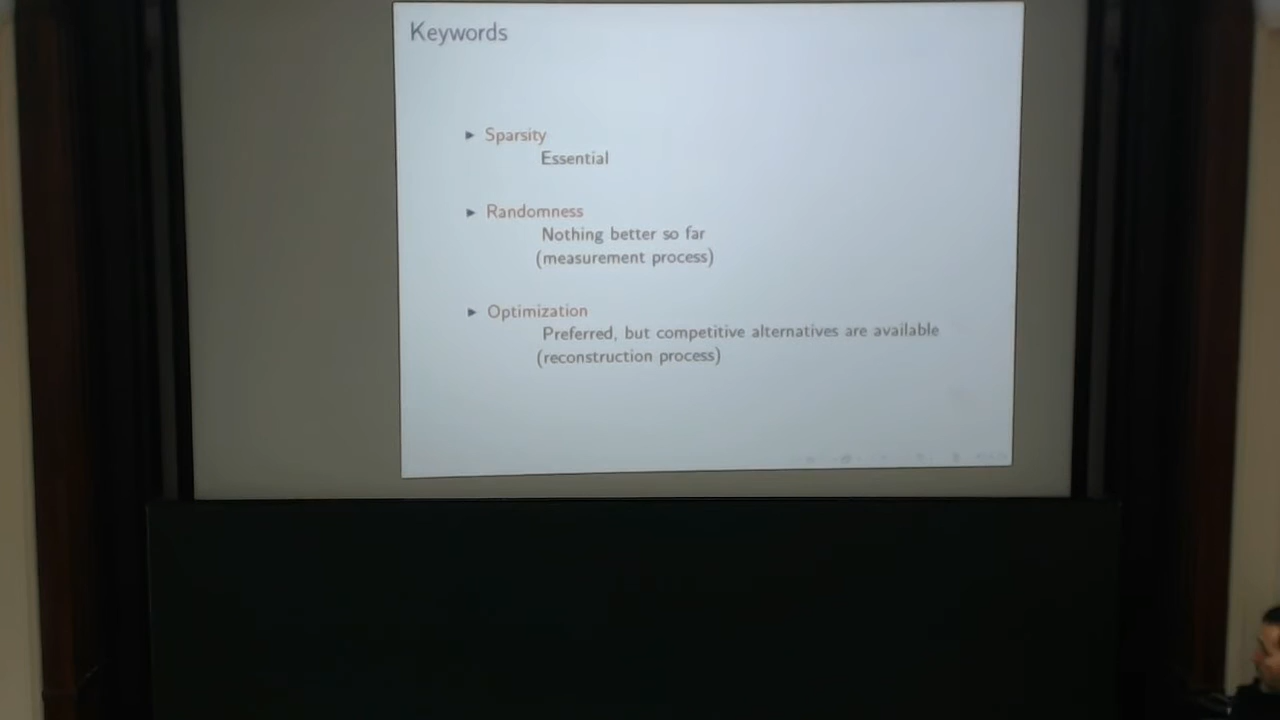 Keywords
▶ Sparsity
Essential
▶ Randomness
Nothing better so far
(measurement process)
▶ Optimization
Preferred, but competitive alternatives are available
(reconstruction process)